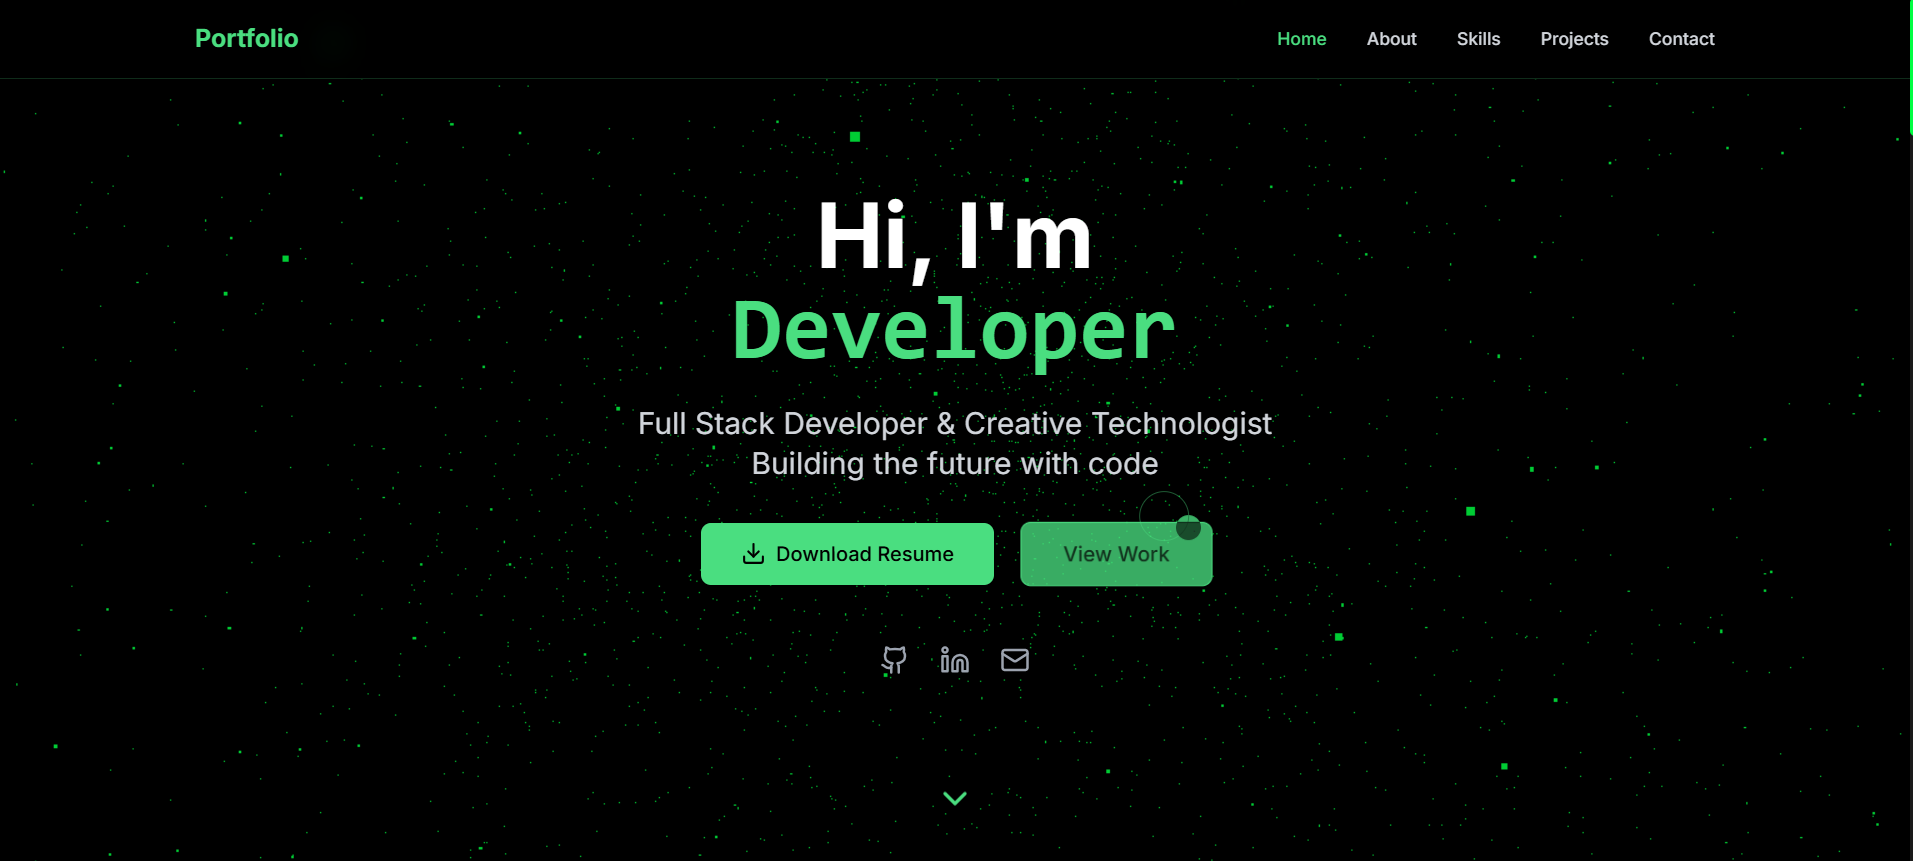 Portfolio
Home About Skills Projects Contact
Hi, I'm
Developer
Full Stack Developer & Creative Technologist
Building the future with code
Download Resume
View Work